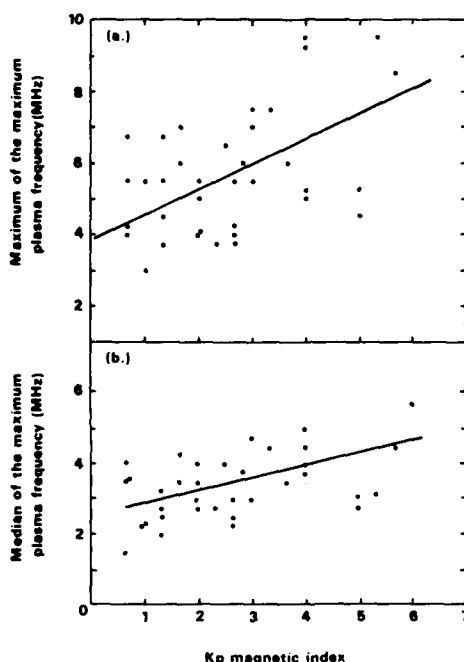 Maximum of the maximum
plasma frequency(MHz)
10
8
6
4
2
(a.)
Median of the maximum
plasma frequency (MHz)
6
4
2
0
(b.)
0 1 2 3 4 5 6 7
Kp magnetic index